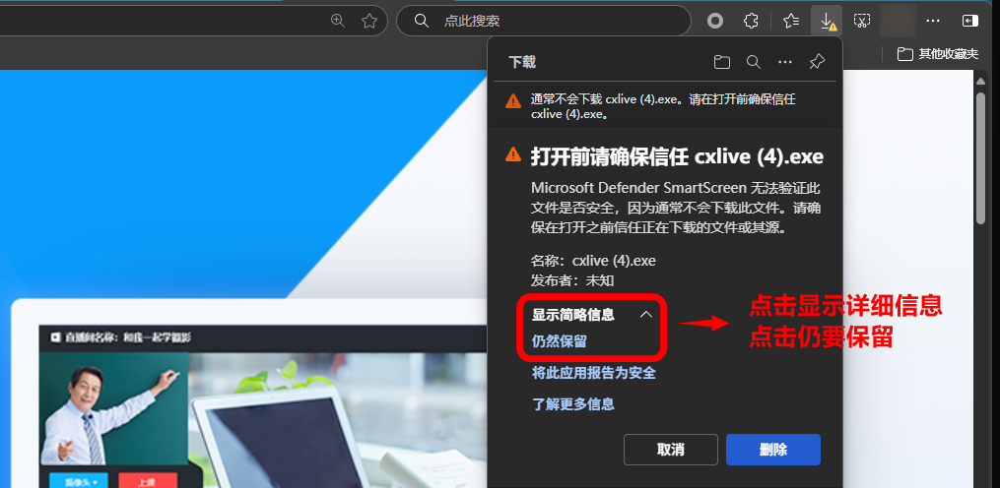 点此搜索
其他收藏夹
下载
通常不会下载 cxlive (4).exe。请在打开前确保信任
cxlive (4).exe。
打开前请确保信任 cxlive (4).exe
Microsoft Defender SmartScreen 无法验证此
文件是否安全，因为通常不会下载此文件。请确
保在打开之前信任正在下载的文件或其源。
名称：cxlive (4).exe
发布者：未知
显示简略信息
仍然保留
将此应用报告为安全
了解更多信息
取消
删除
点击显示详细信息
点击仍要保留
直播间名称：和我一起学摄影
摄像头
上课